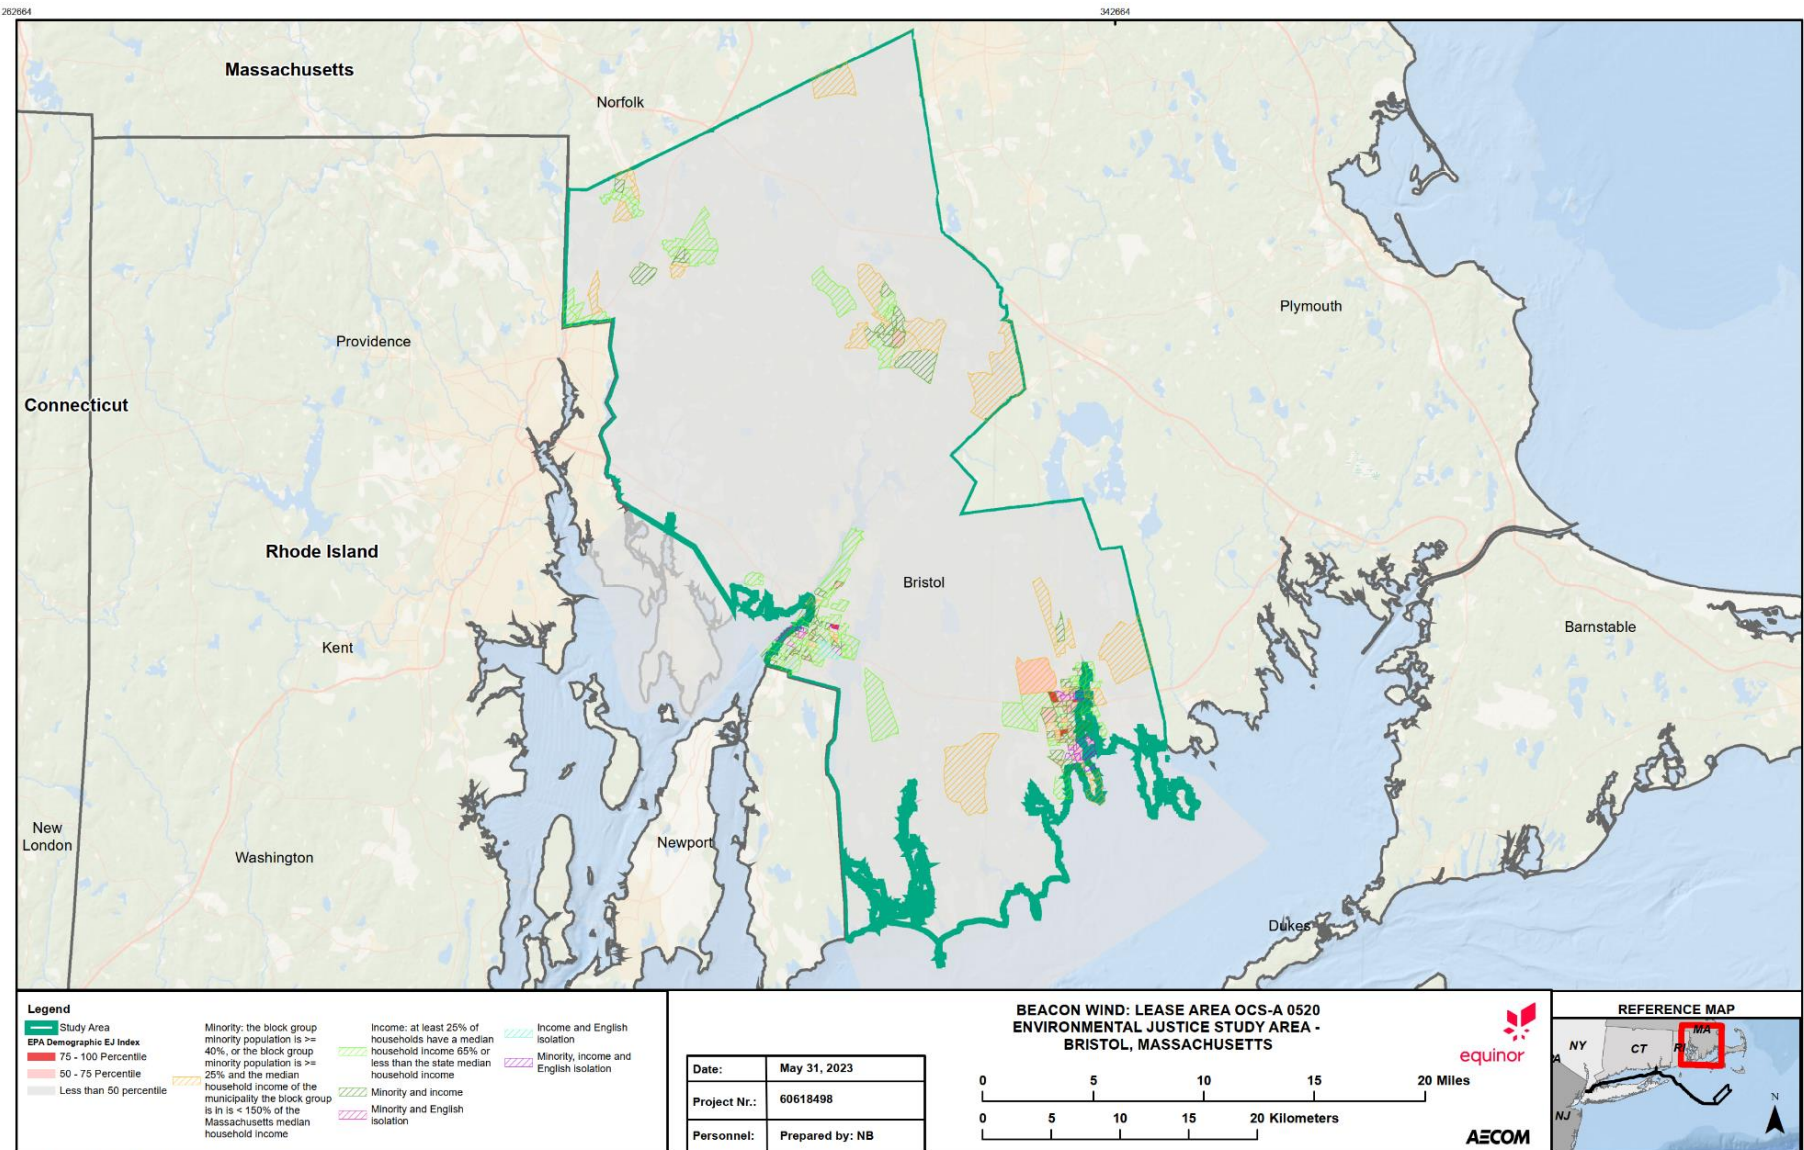 262664
342664
Massachusetts
Norfolk
Plymouth
Providence
Connecticut
Rhode Island
Bristol
Kent
Barnstable
New
London
Washington
Newport
Dukes
Legend
Study Area
EPA Demographic EJ Index
75 - 100 Percentile
50 - 75 Percentile
Less than 50 percentile
Minority: the block group
minority population is >=
40%, or the block group
minority population is >=
25% and the median
household income of the
municipality the block group
is in is < 150% of the
Massachusetts median
household income
Income: at least 25% of
households have a median
household income 65% or
less than the state median
household income
Minority and income
Minority and English
isolation
Income and English
isolation
Minority, income and
English isolation
Date: May 31, 2023
Project Nr.: 60618498
Personnel: Prepared by: NB
BEACON WIND: LEASE AREA OCS-A 0520
ENVIRONMENTAL JUSTICE STUDY AREA -
BRISTOL, MASSACHUSETTS
0 5 10 15 20 Miles
0 5 10 15 20 Kilometers
equinor
AECOM
REFERENCE MAP
MA
NY
CT
RI
PA
NJ
N